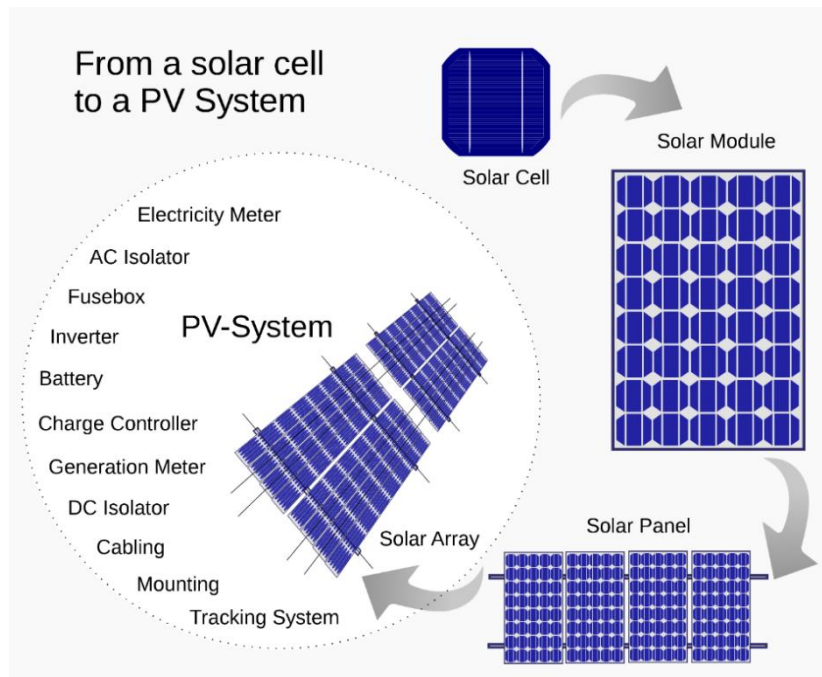 From a solar cell
to a PV System
Solar Cell
Solar Module
Solar Panel
Solar Array
PV-System
Electricity Meter
AC Isolator
Fusebox
Inverter
Battery
Charge Controller
Generation Meter
DC Isolator
Cabling
Mounting
Tracking System